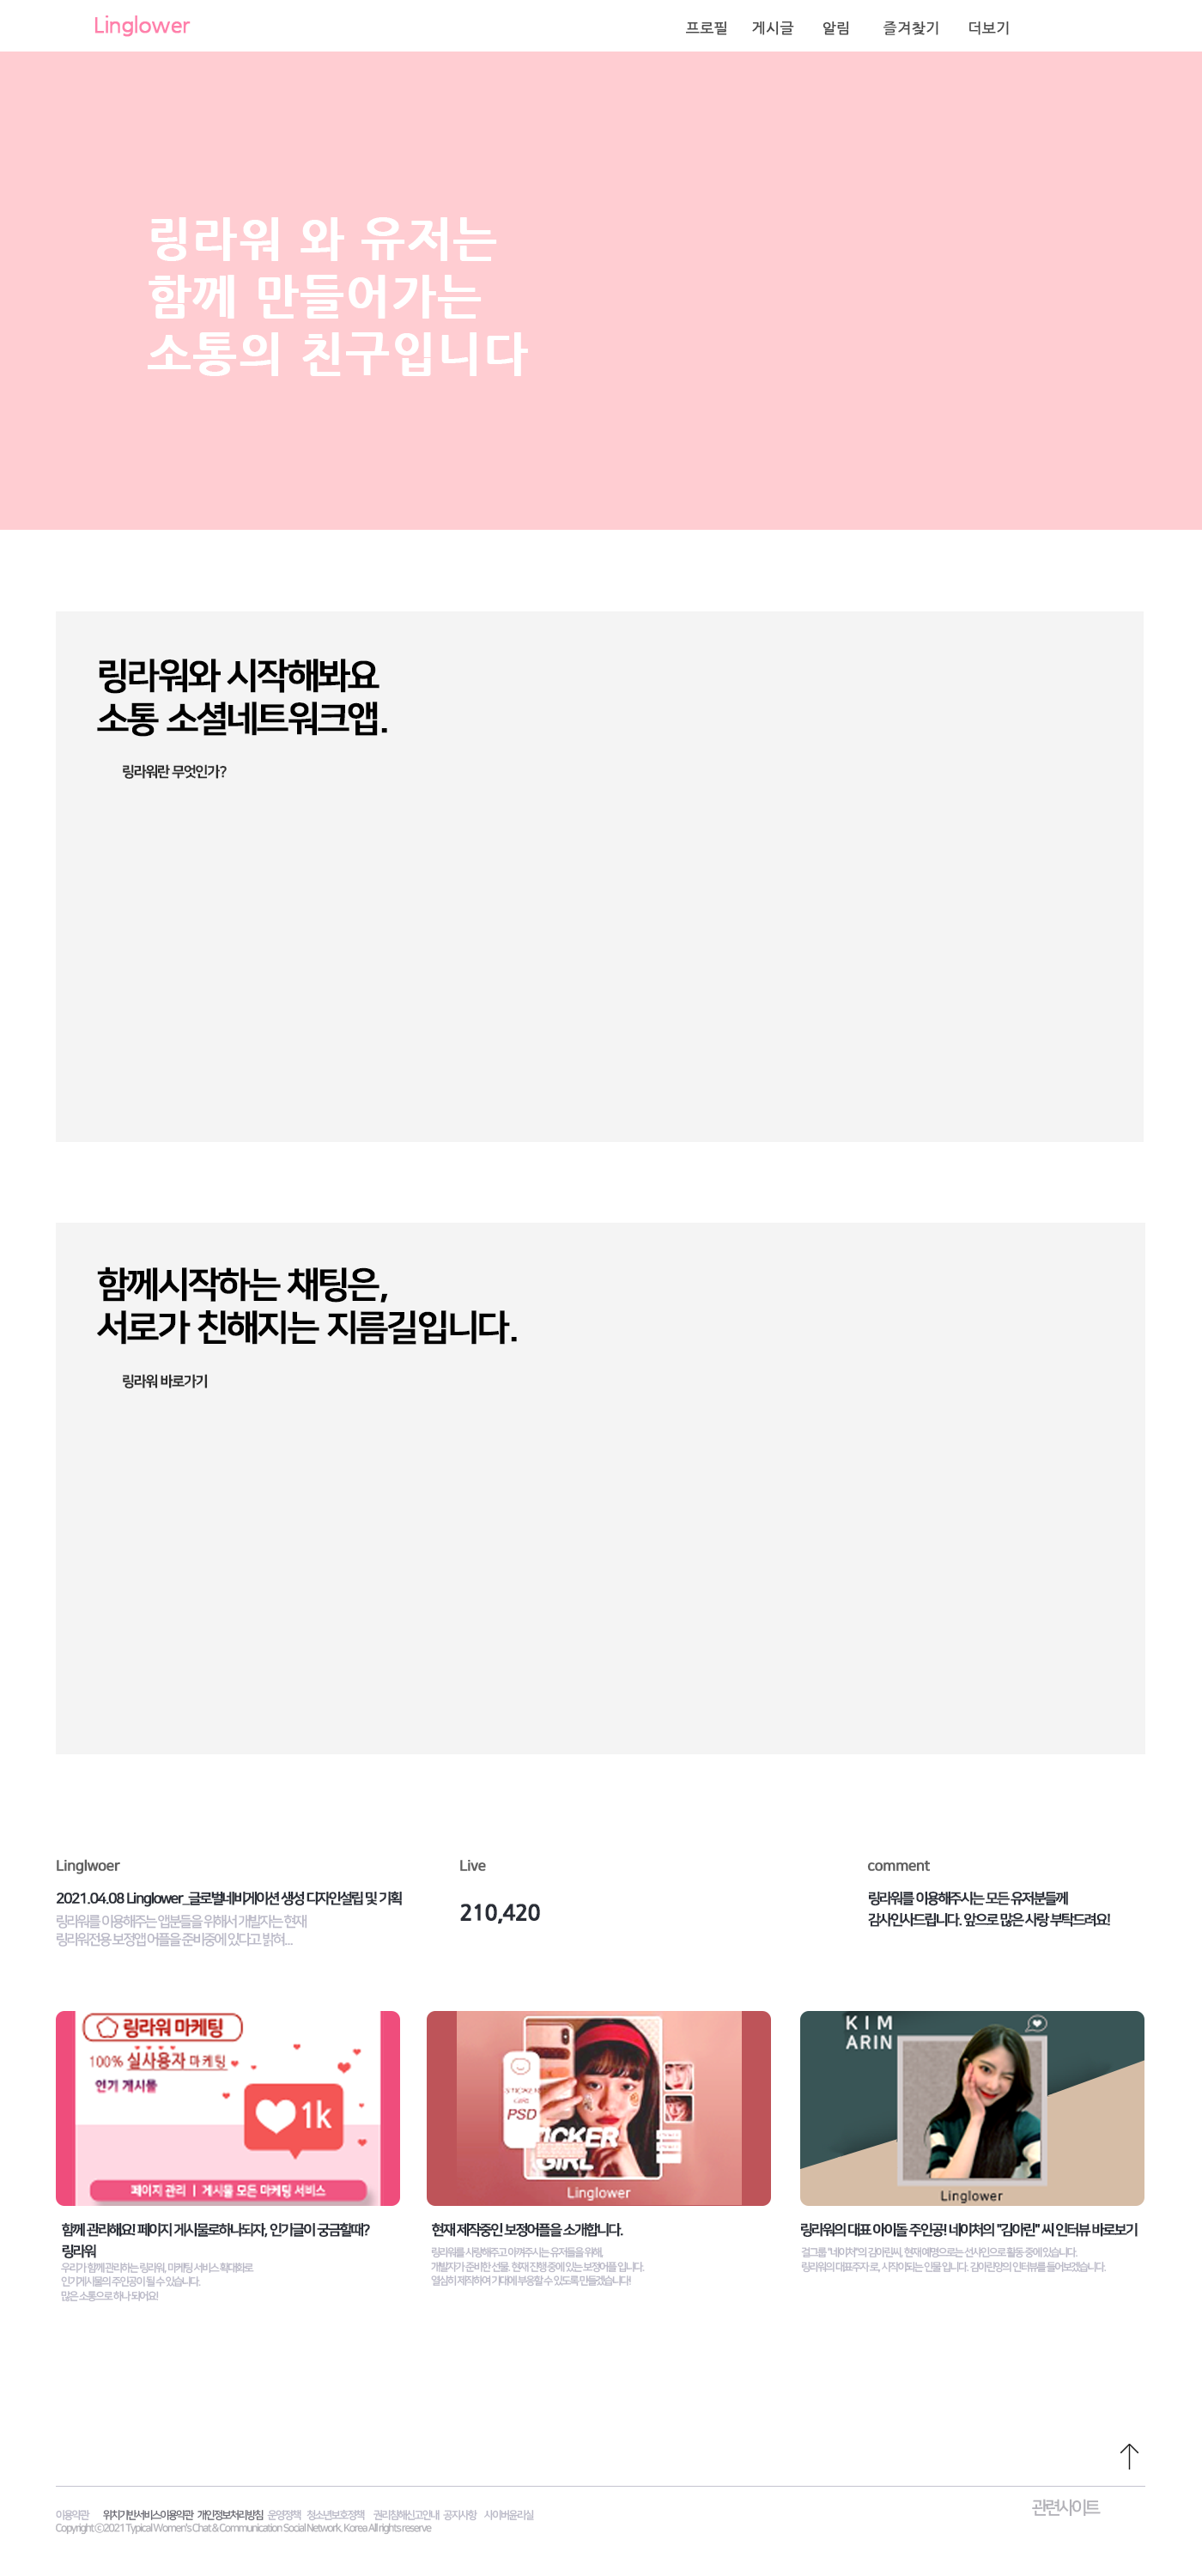 Linglower
프로필 게시글 알림 즐겨찾기 더보기
링라워 와 유저는
함께 만들어가는
소통의 친구입니다
링라워와 시작해봐요
소통 소셜네트워크앱.
링라워란 무엇인가?
함께시작하는 채팅은,
서로가 친해지는 지름길입니다.
링라워 바로가기
Linglwoer
2021.04.08 Linglower_글로벌네비게이션 생성 디자인설립 및 기획
링라워를 이용해주는 앱분들을 위해서 개발자는 현재
링라워전용 보정앱 어플을 준비중에 있다고 밝혀...
Live
210,420
comment
링라워를 이용해주시는 모든 유저분들께
감사인사드립니다. 앞으로 많은 사랑 부탁드려요!
링라워 마케팅
100% 실사용자 마케팅
인기 게시물
1k
페이지 관리 ㅣ 게시물 모든 마케팅 서비스
함께 관리해요! 페이지 게시물로하나되자, 인기글이 궁금할때?
링라워
우리가 함께 관리하는 링라워, 마케팅 서비스 확대화로
인기게시물의 주인공이 될 수 있습니다.
많은 소통으로 하나 되어요!
STICKER
GIRL
PSD
STICKER
GIRL
Linglower
현재 제작중인 보정어플을 소개합니다.
링라워를 사랑해주고 아껴주시는 유저들을 위해,
개발자가 준비한 선물. 현재 진행 중에 있는 보정어플 입니다.
열심히 제작하여 기대에 부응할 수 있도록 만들겠습니다!
KIM
ARIN
Linglower
링라워의 대표 아이돌 주인공! 네이처의 "김아린" 씨 인터뷰 바로보기
걸그룹 "네이처"의 김아린씨, 현재 예명으로는 선샤인으로 활동 중에 있습니다.
링라워의 대표주자 로, 시작이되는 인물 입니다. 김아린양의 인터뷰를 들어보겠습니다.
이용약관 위치기반서비스이용약관 개인정보처리방침 운영정책 청소년보호정책 권리침해신고안내 공지사항 사이버윤리실
Copyright ⓒ2021 Typical Women's Chat & Communication Social Network. Korea All rights reserve
관련사이트